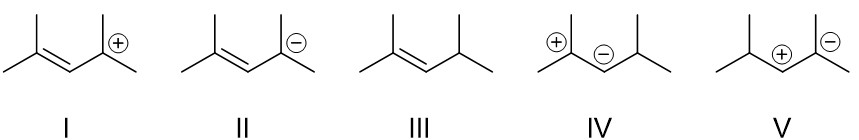 ⊕ ⊖ ⊕ ⊖ ⊕ ⊖
I II III IV V